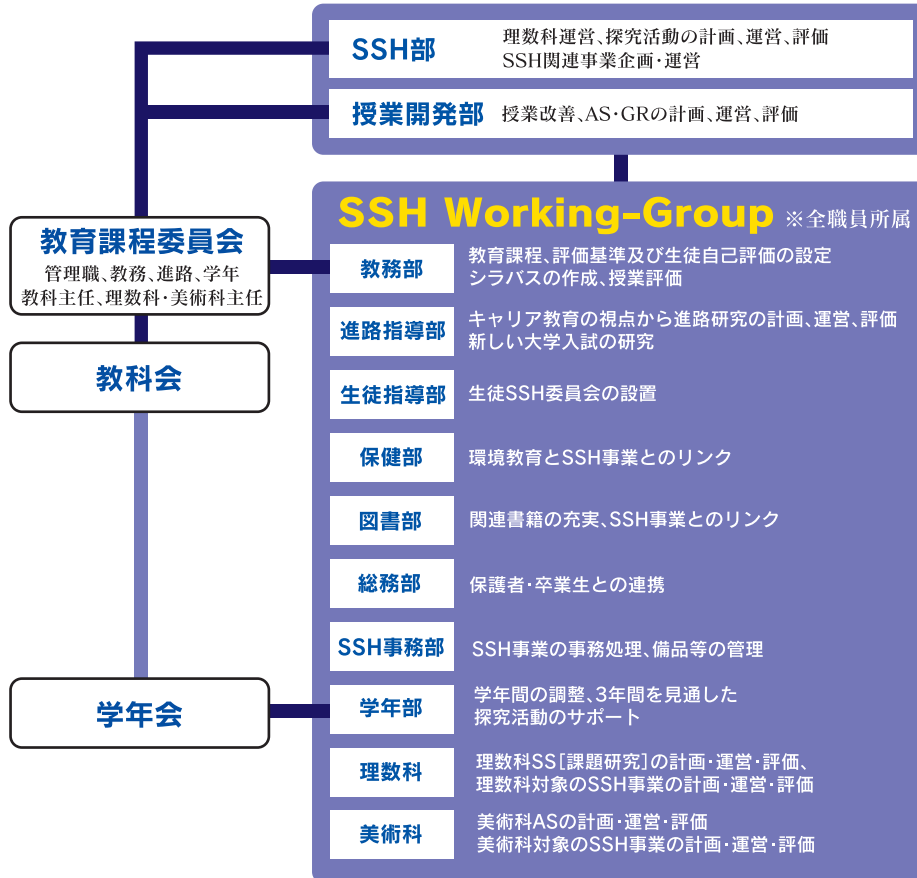 SSH部
理数科運営、探究活動の計画、運営、評価
SSH関連事業企画・運営
授業開発部
授業改善、AS・GRの計画、運営、評価
教育課程委員会
管理職、教務、進路、学年
教科主任、理数科・美術科主任
教科会
学年会
SSH Working-Group ※全職員所属
教務部
教育課程、評価基準及び生徒自己評価の設定
シラバスの作成、授業評価
進路指導部
キャリア教育の視点から進路研究の計画、運営、評価
新しい大学入試の研究
生徒指導部
生徒SSH委員会の設置
保健部
環境教育とSSH事業とのリンク
図書部
関連書籍の充実、SSH事業とのリンク
総務部
保護者・卒業生との連携
SSH事務部
SSH事業の事務処理、備品等の管理
学年部
学年間の調整、3年間を見通した
探究活動のサポート
理数科
理数科SS[課題研究]の計画・運営・評価、
理数科対象のSSH事業の計画・運営・評価
美術科
美術科ASの計画・運営・評価
美術科対象のSSH事業の計画・運営・評価